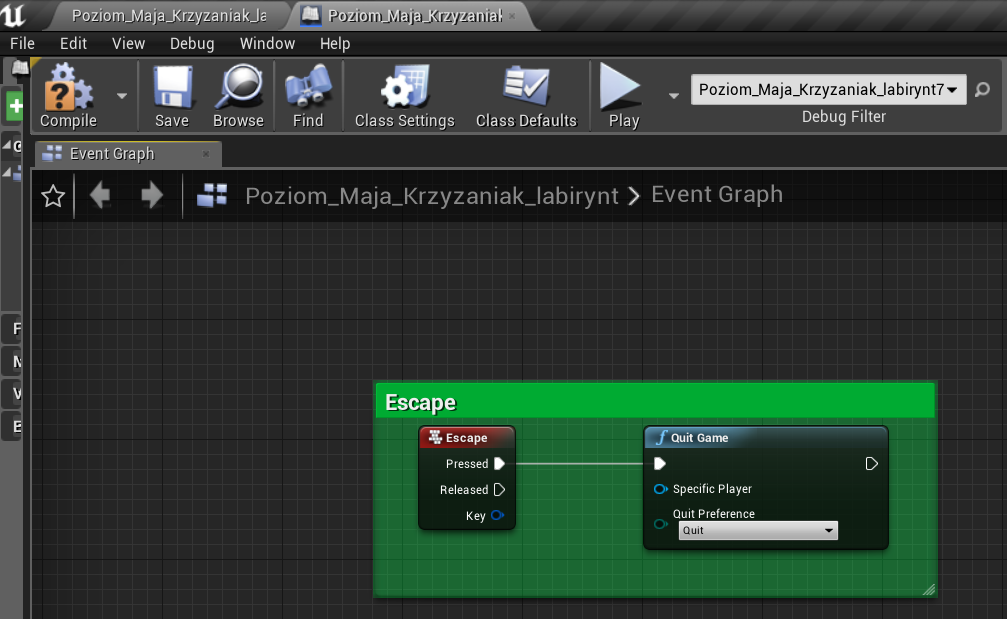 Poziom_Maja_Krzyzaniak_la
Poziom_Maja_Krzyzaniak
File Edit View Debug Window Help
Compile Save Browse Find Class Settings Class Defaults Play
Poziom_Maja_Krzyzaniak_labirynt7
Debug Filter
Event Graph
Poziom_Maja_Krzyzaniak_labirynt > Event Graph
F
V
E
Escape
Escape
Pressed
Released
Key
f Quit Game
Specific Player
Quit Preference
Quit